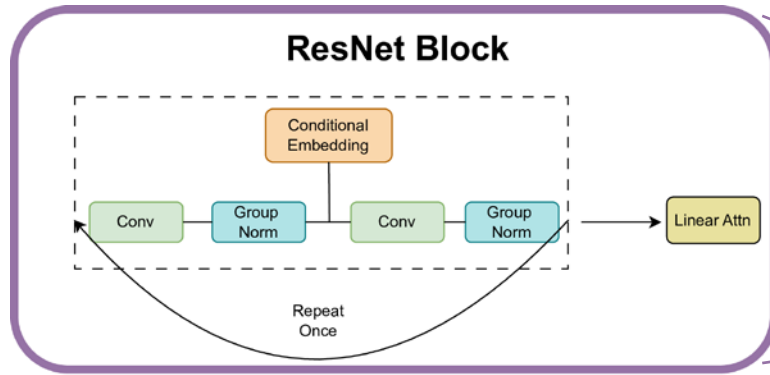 ResNet Block
Conditional
Embedding
Conv
Group
Norm
Conv
Group
Norm
Linear Attn
Repeat
Once